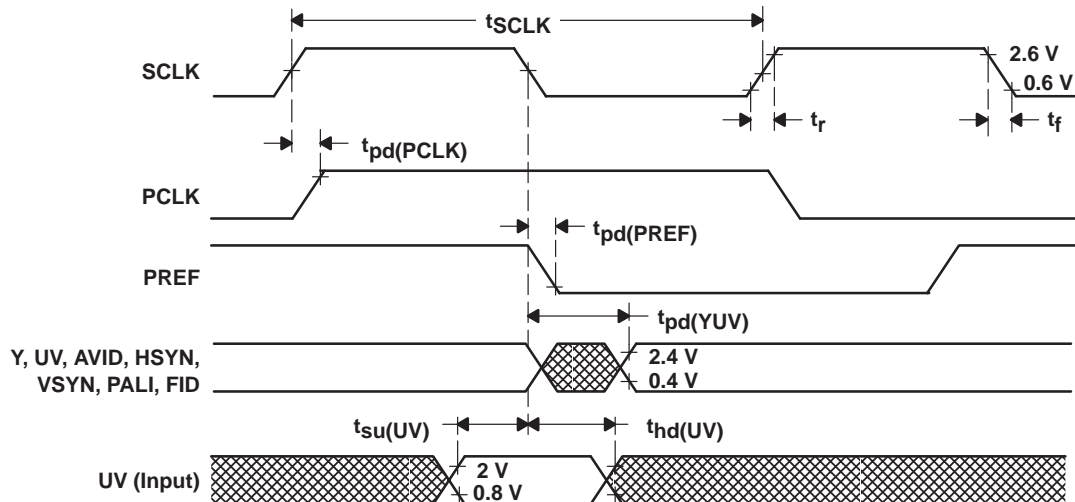 tSCLK
SCLK
2.6 V
0.6 V
tr
tf
tpd(PCLK)
PCLK
tpd(PREF)
PREF
tpd(YUV)
Y, UV, AVID, HSYN,
VSYN, PALI, FID
2.4 V
0.4 V
tsu(UV)
thd(UV)
UV (Input)
2 V
0.8 V